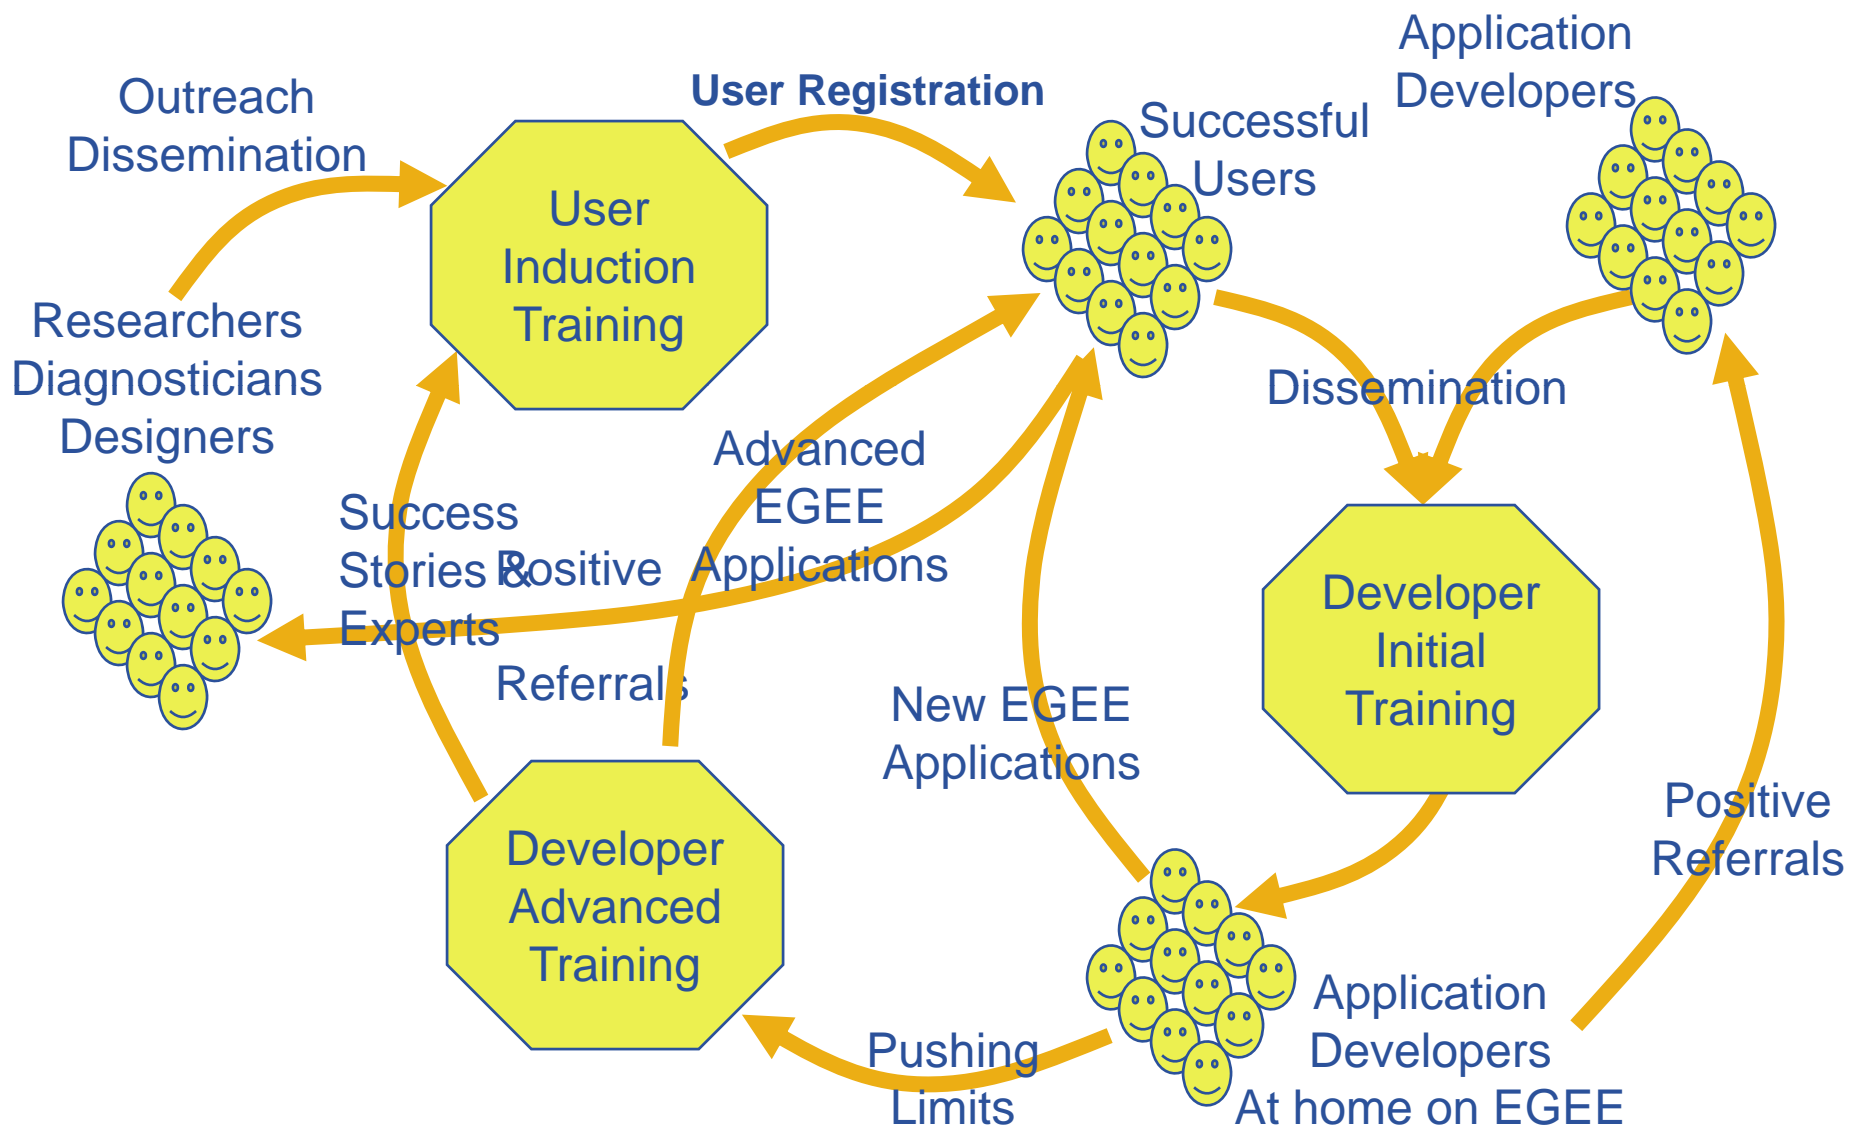 Outreach
Dissemination
User Registration
Successful
Users
Application
Developers
User
Induction
Training
Researchers
Diagnosticians
Designers
Dissemination
Advanced
EGEE
Applications
Success
Stories &
Experts
Positive
Referrals
New EGEE
Applications
Developer
Initial
Training
Positive
Referrals
Developer
Advanced
Training
Pushing
Limits
Application
Developers
At home on EGEE